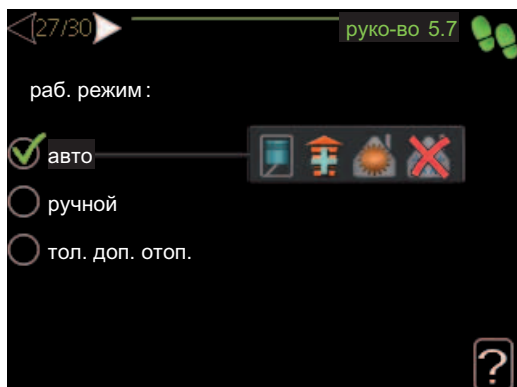 27/30
руко-во 5.7
раб. режим:
авто
ручной
тол. доп. отоп.
?